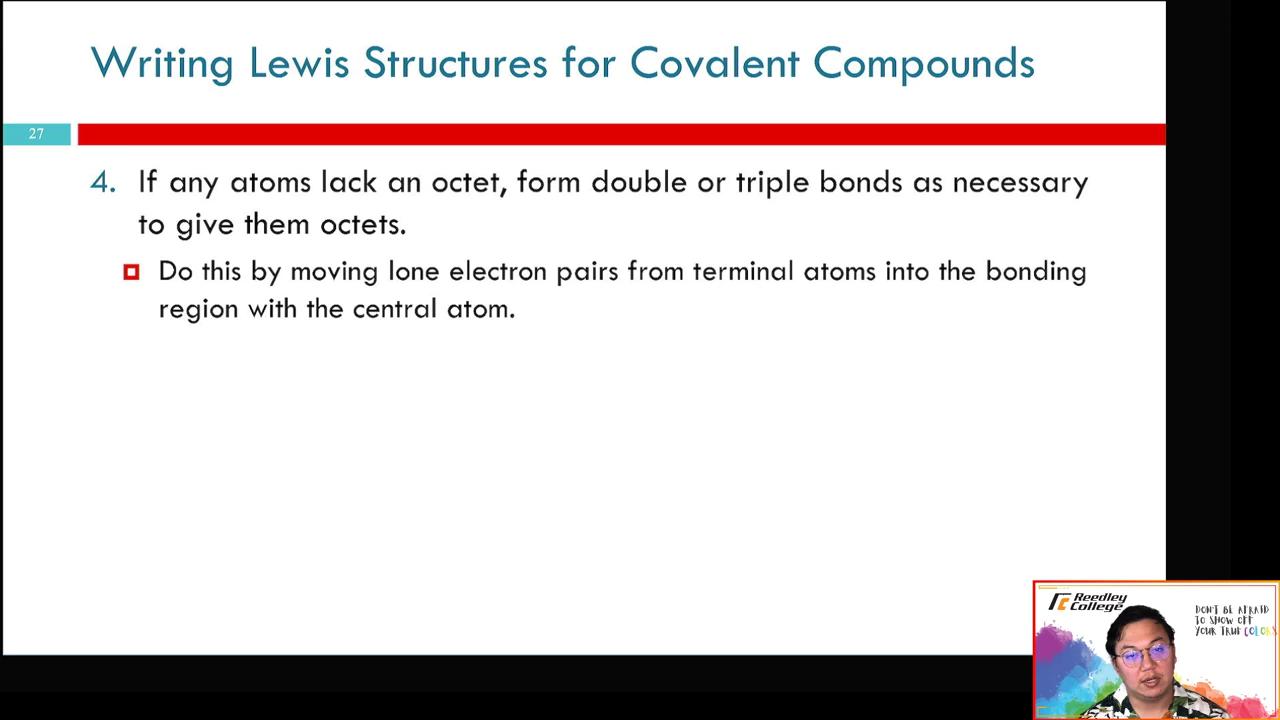 Writing Lewis Structures for Covalent Compounds
27
4. If any atoms lack an octet, form double or triple bonds as necessary
to give them octets.
Do this by moving lone electron pairs from terminal atoms into the bonding
region with the central atom.
Reedley
College
DON'T BE AFRAID
TO SHOW OFF
YOUR TRUE COLORS